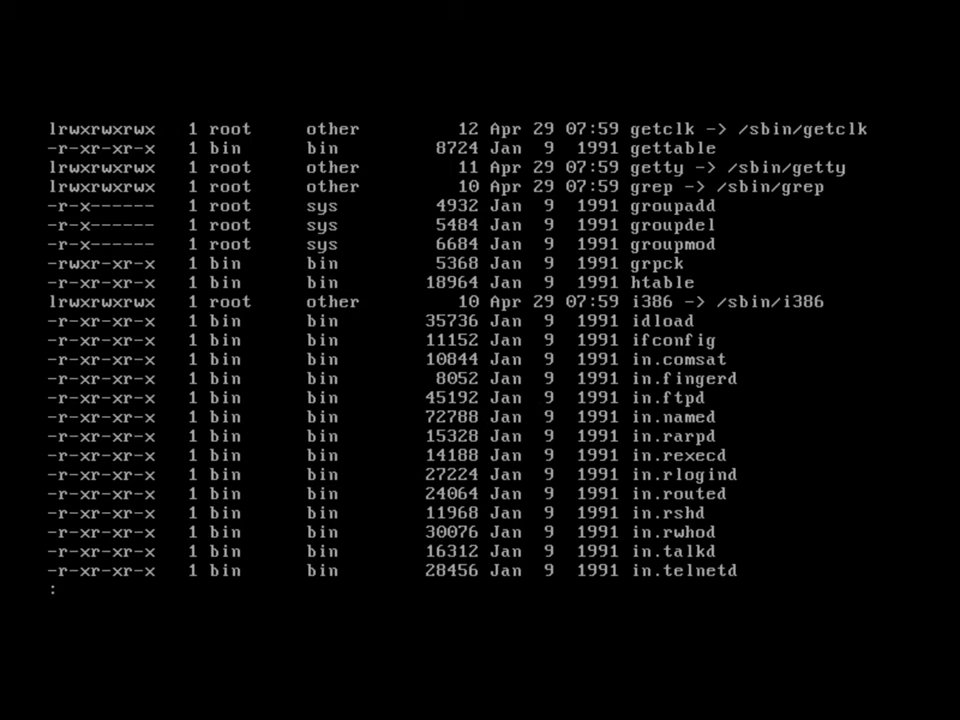 lrwxrwxrwx   1 root     other         12 Apr 29 07:59 getclk -> /sbin/getclk
-r-xr-xr-x   1 bin      bin         8724 Jan  9  1991 gettable
lrwxrwxrwx   1 root     other         11 Apr 29 07:59 getty -> /sbin/getty
lrwxrwxrwx   1 root     other         10 Apr 29 07:59 grep -> /sbin/grep
-r-x------   1 root     sys         4932 Jan  9  1991 groupadd
-r-x------   1 root     sys         5484 Jan  9  1991 groupdel
-r-x------   1 root     sys         6684 Jan  9  1991 groupmod
-rwxr-xr-x   1 bin      bin         5368 Jan  9  1991 grpck
-r-xr-xr-x   1 bin      bin        18964 Jan  9  1991 htable
lrwxrwxrwx   1 root     other         10 Apr 29 07:59 i386 -> /sbin/i386
-r-xr-xr-x   1 bin      bin        35736 Jan  9  1991 idload
-r-xr-xr-x   1 bin      bin        11152 Jan  9  1991 ifconfig
-r-xr-xr-x   1 bin      bin        10844 Jan  9  1991 in.comsat
-r-xr-xr-x   1 bin      bin         8052 Jan  9  1991 in.fingerd
-r-xr-xr-x   1 bin      bin        45192 Jan  9  1991 in.ftpd
-r-xr-xr-x   1 bin      bin        72788 Jan  9  1991 in.named
-r-xr-xr-x   1 bin      bin        15328 Jan  9  1991 in.rarpd
-r-xr-xr-x   1 bin      bin        14188 Jan  9  1991 in.rexecd
-r-xr-xr-x   1 bin      bin        27224 Jan  9  1991 in.rlogind
-r-xr-xr-x   1 bin      bin        24064 Jan  9  1991 in.routed
-r-xr-xr-x   1 bin      bin        11968 Jan  9  1991 in.rshd
-r-xr-xr-x   1 bin      bin        30076 Jan  9  1991 in.rwhod
-r-xr-xr-x   1 bin      bin        16312 Jan  9  1991 in.talkd
-r-xr-xr-x   1 bin      bin        28456 Jan  9  1991 in.telnetd
: